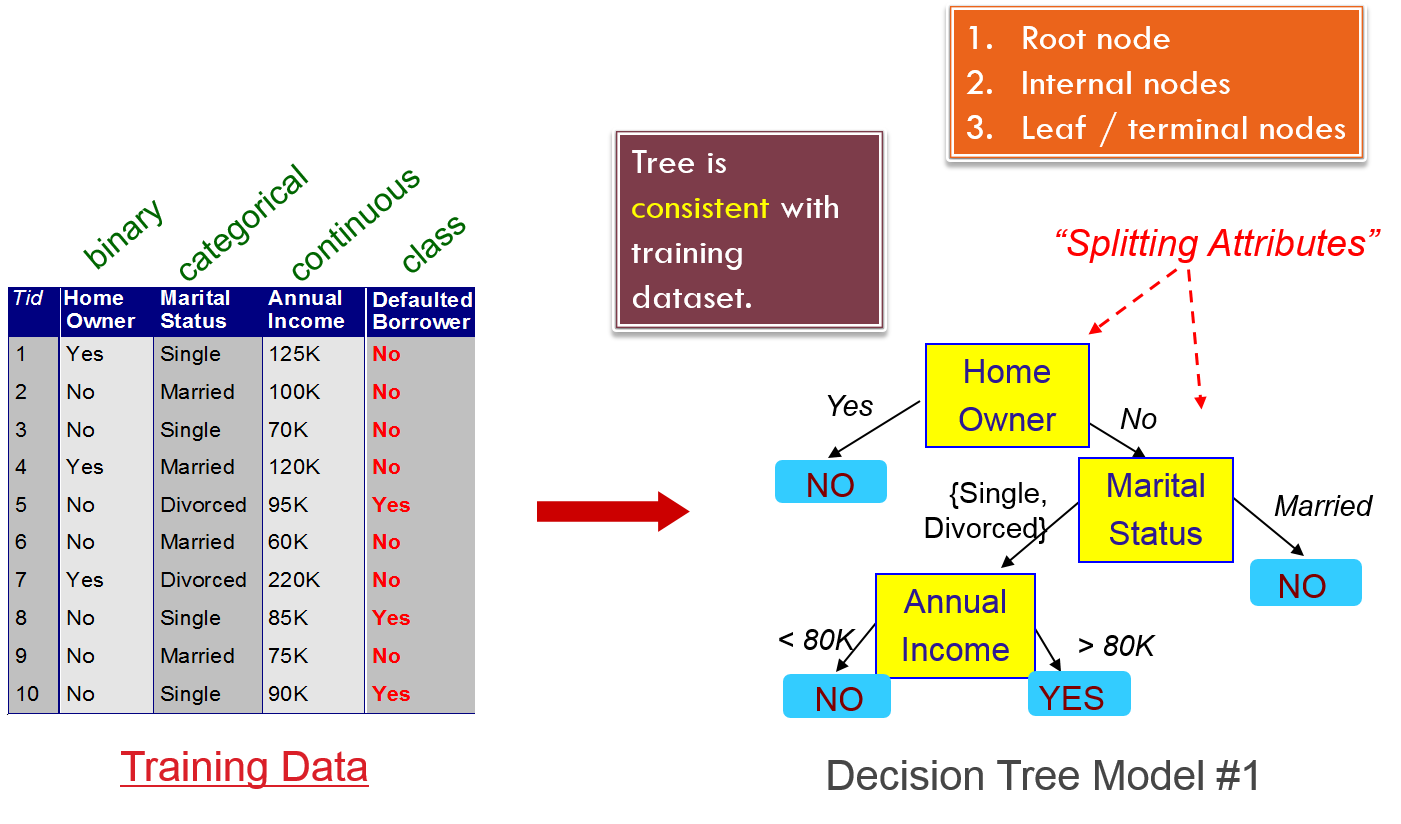 1. Root node
2. Internal nodes
3. Leaf / terminal nodes
Tree is
consistent with
training
dataset.
binary
categorical
continuous
class
Tid Home Owner Marital Status Annual Income Defaulted Borrower
1 Yes Single 125K No
2 No Married 100K No
3 No Single 70K No
4 Yes Married 120K No
5 No Divorced 95K Yes
6 No Married 60K No
7 Yes Divorced 220K No
8 No Single 85K Yes
9 No Married 75K No
10 No Single 90K Yes
Training Data
“Splitting Attributes”
Home
Owner
Yes
No
NO
Marital
Status
{Single,
Divorced}
Married
NO
Annual
Income
< 80K
> 80K
NO
YES
Decision Tree Model #1